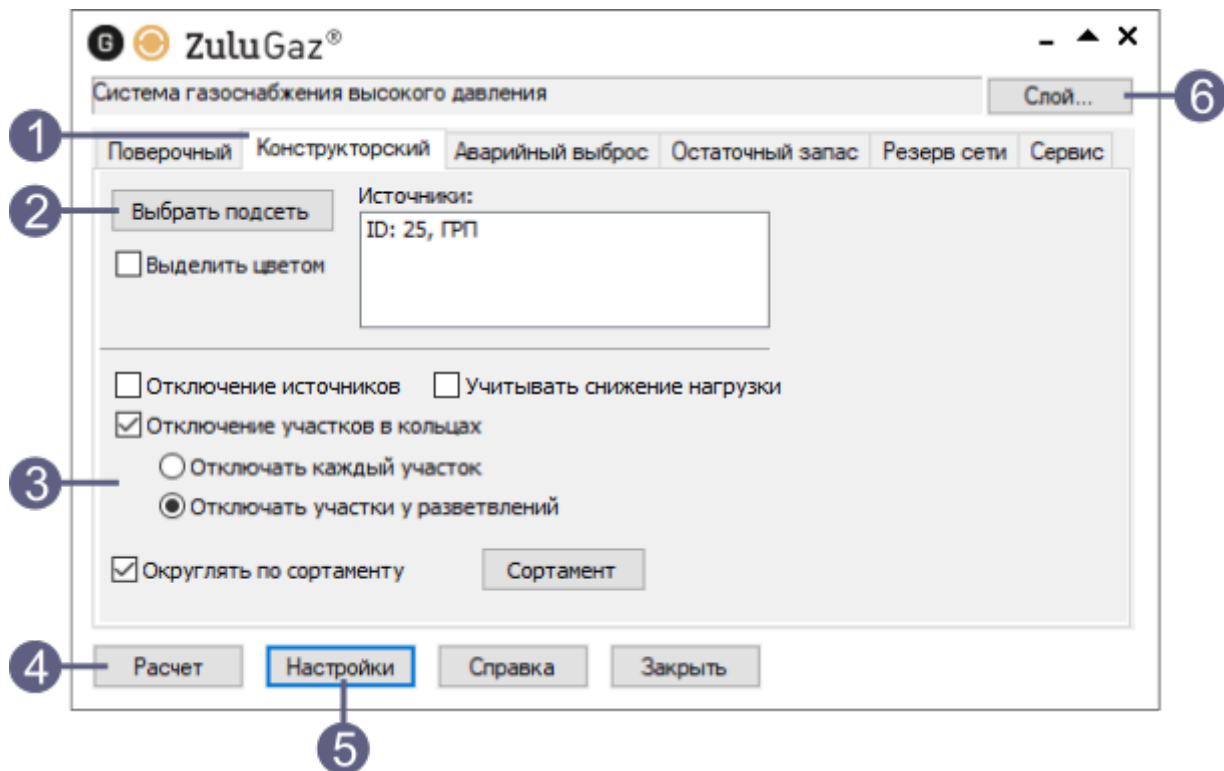 G ZuluGaz®
Система газоснабжения высокого давления Слой... 6
1 Поверочный Конструкторский Аварийный выброс Остаточный запас Резерв сети Сервис
2 Выбрать подсеть Источники:
ID: 25, ГРП
Выделить цветом
Отключение источников Учитывать снижение нагрузки
Отключение участков в кольцах
Отключать каждый участок
3
Отключать участки у разветвлений
Округлять по сортаменту Сортамент
4 Расчет Настройки Справка Закрыть
5